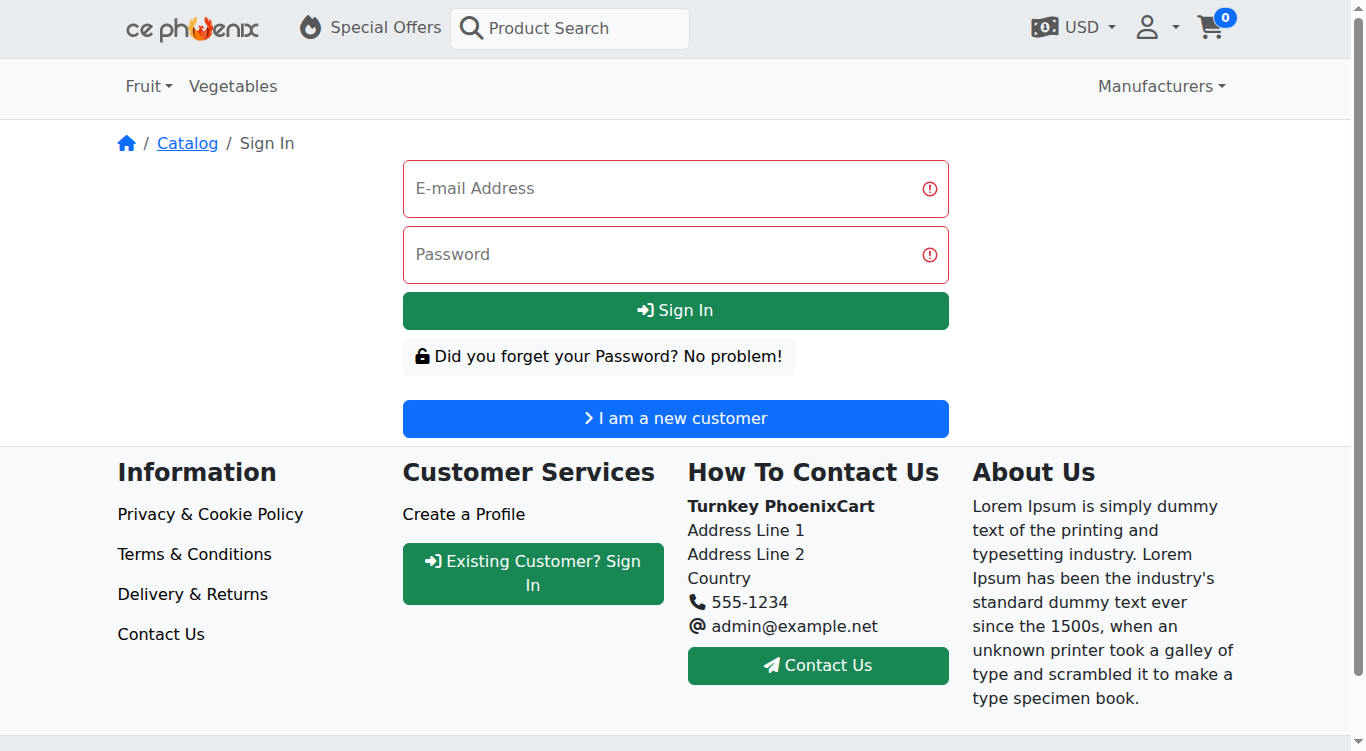 ce phoenix
Special Offers
Product Search
USD
0
Fruit
Vegetables
Manufacturers
/ Catalog / Sign In
E-mail Address
Password
Sign In
Did you forget your Password? No problem!
I am a new customer
Information
Privacy & Cookie Policy
Terms & Conditions
Delivery & Returns
Contact Us
Customer Services
Create a Profile
Existing Customer? Sign
In
How To Contact Us
Turnkey PhoenixCart
Address Line 1
Address Line 2
Country
555-1234
admin@example.net
Contact Us
About Us
Lorem Ipsum is simply dummy
text of the printing and
typesetting industry. Lorem
Ipsum has been the industry's
standard dummy text ever
since the 1500s, when an
unknown printer took a galley of
type and scrambled it to make a
type specimen book.